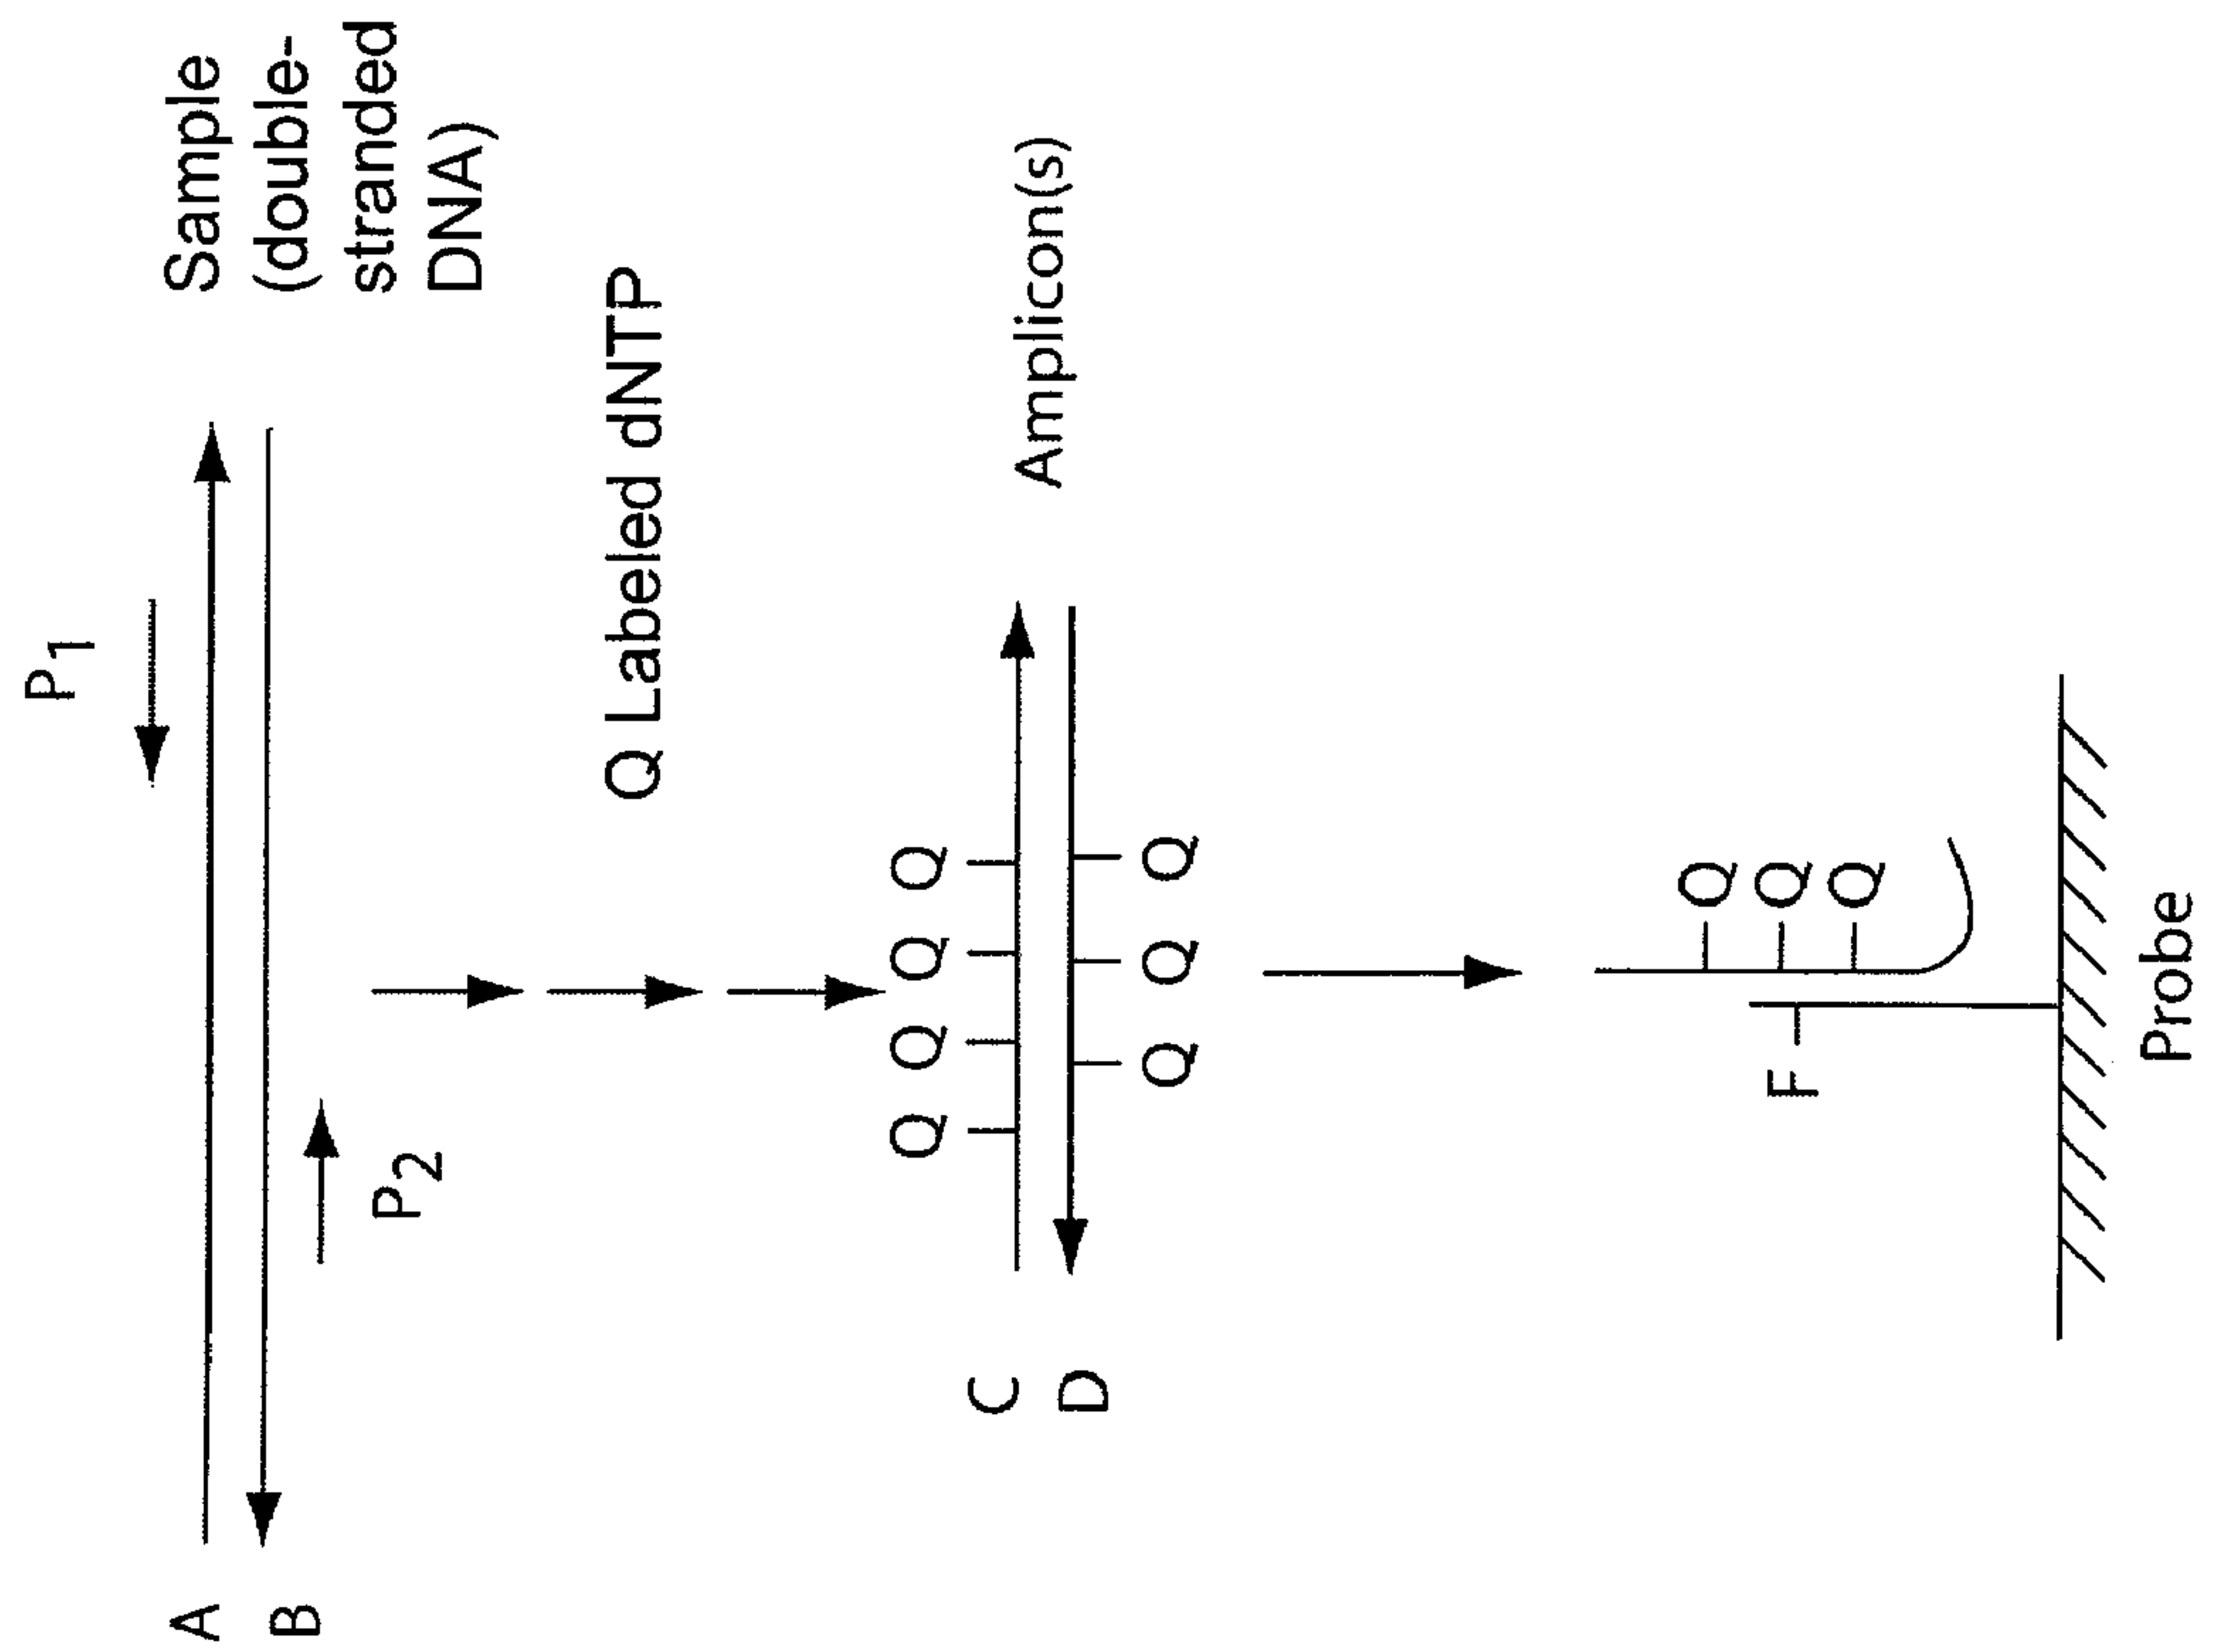 P1
A
Sample
B
(double-
stranded
DNA)
P2
Q Labeled dNTP
Q Q Q Q
C
Amplicon(s)
D
Q Q Q
Q
Q
Q
F
Probe